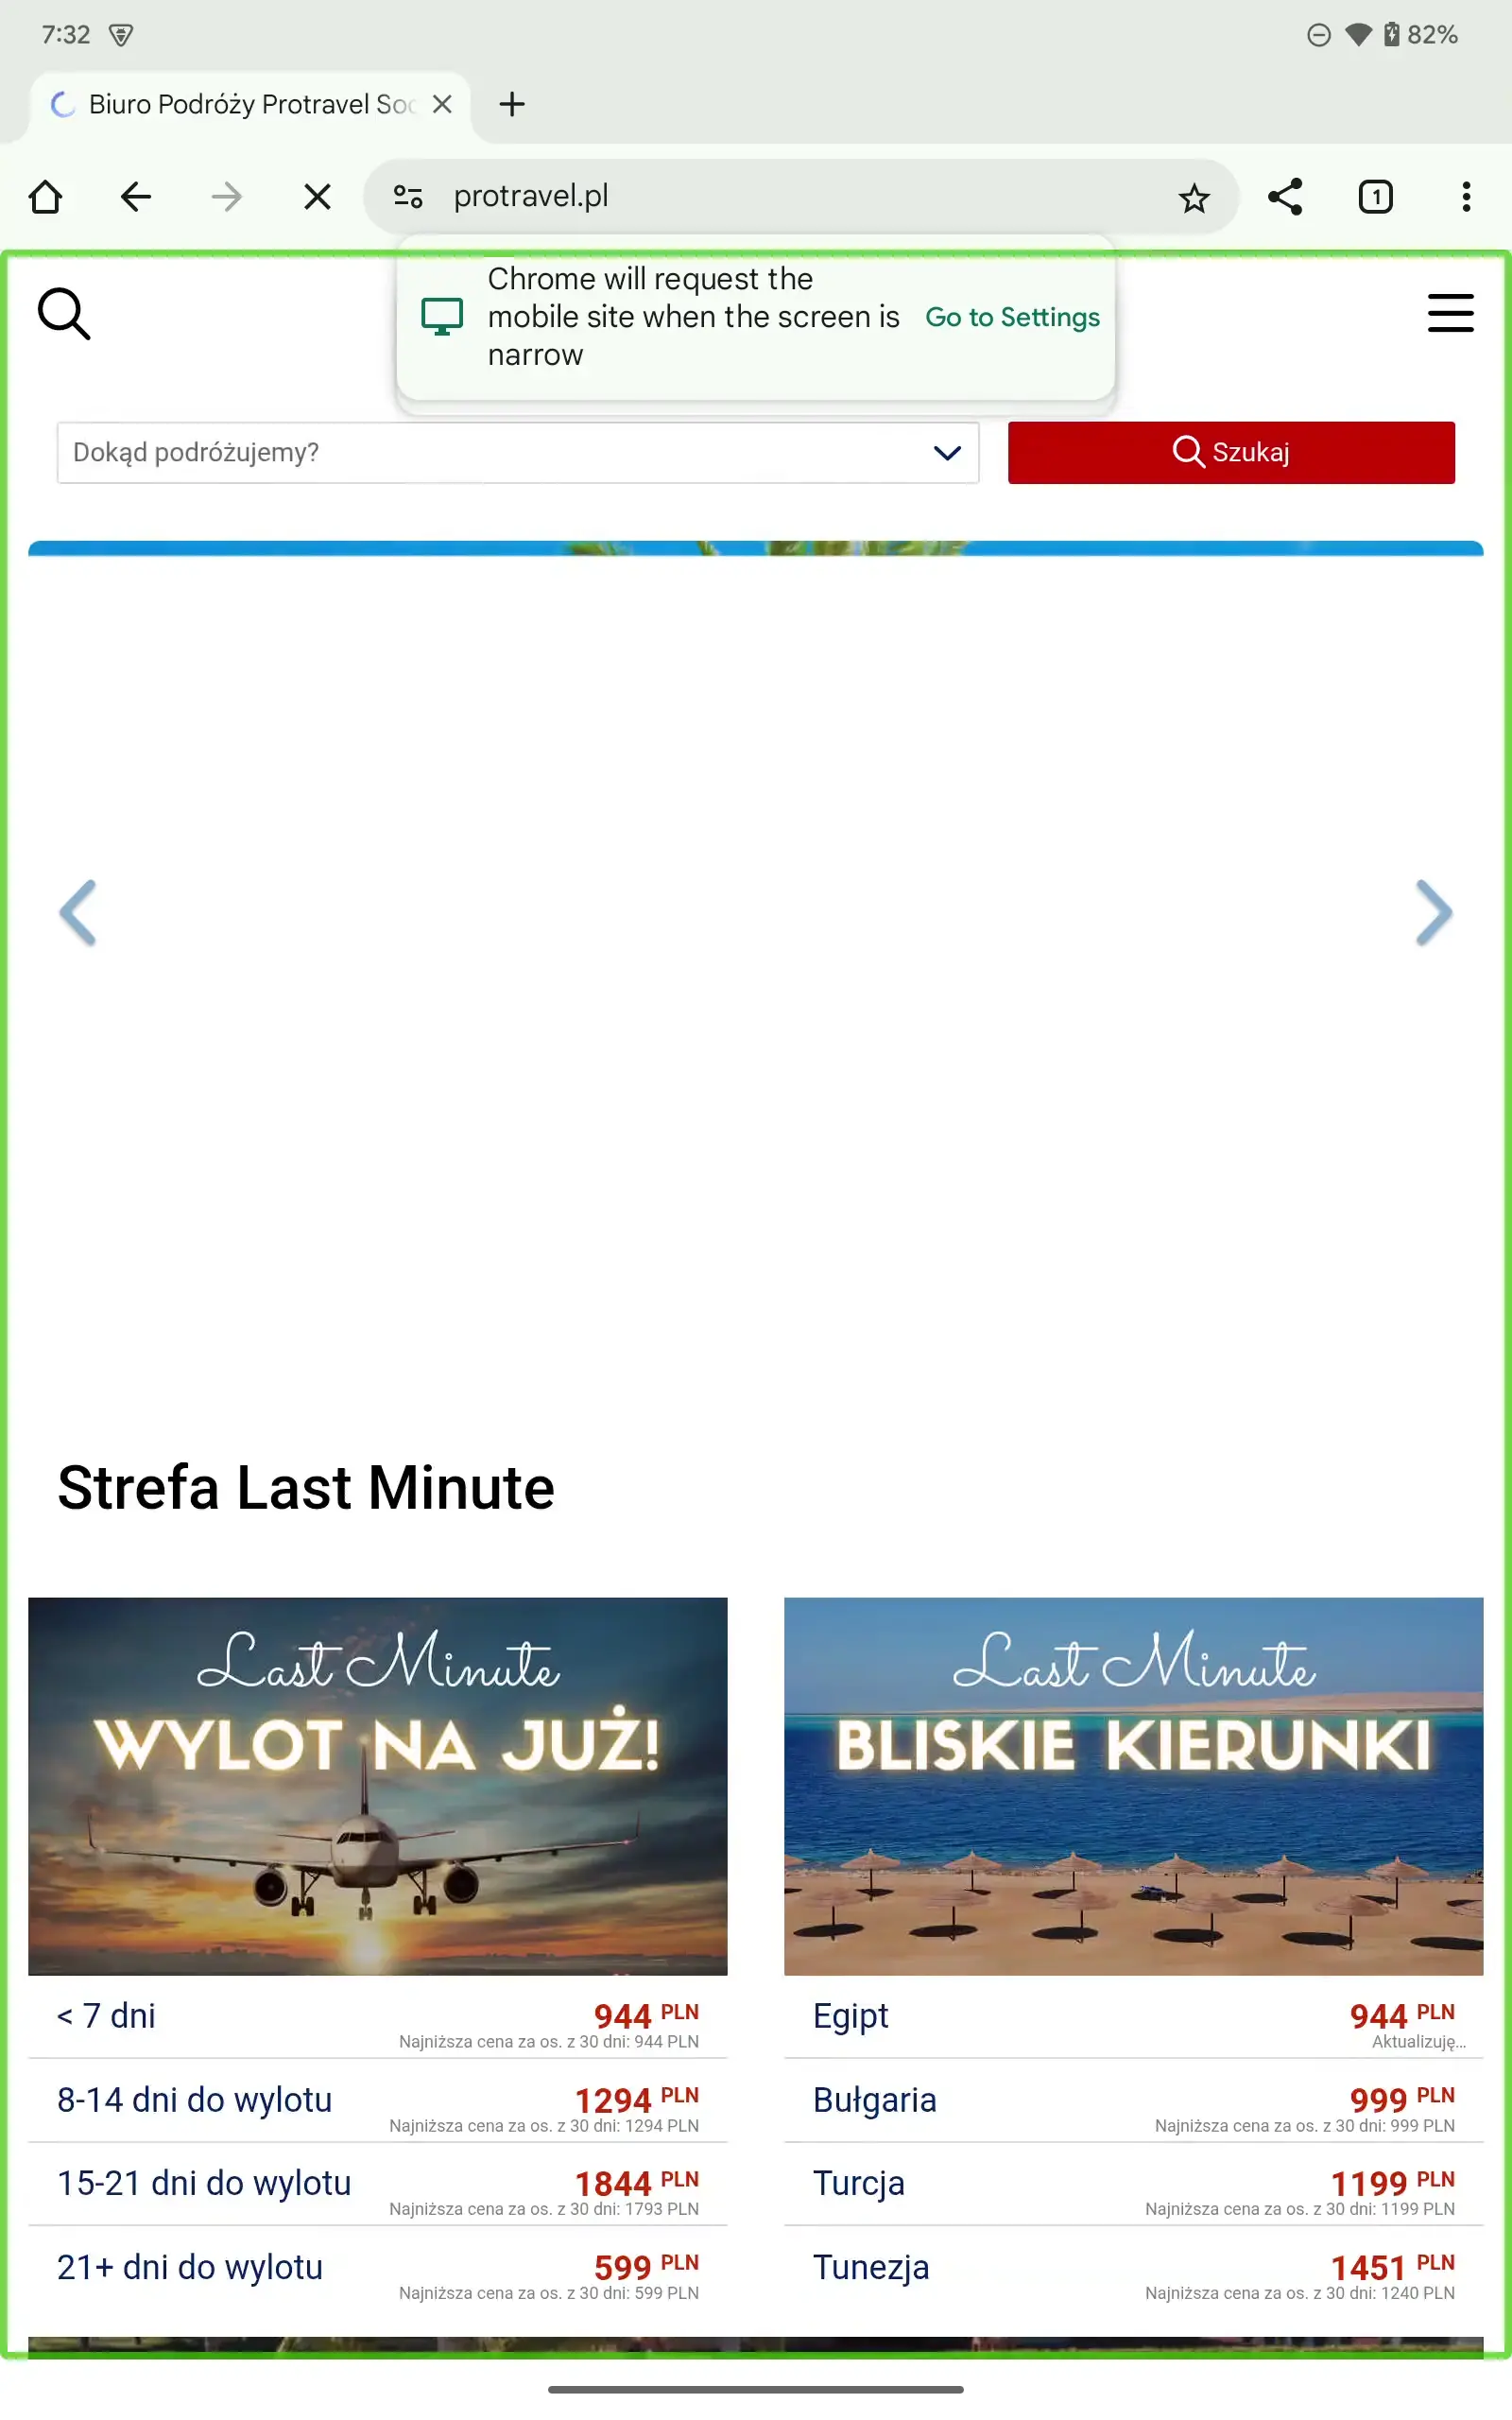 7:32
82%
Biuro Podróży Protravel Soc
protravel.pl
1
Chrome will request the
mobile site when the screen is
narrow
Go to Settings
Dokąd podróżujemy?
Szukaj
Strefa Last Minute
Last Minute
WYLOT NA JUŻ!
< 7 dni
944 PLN
Najniższa cena za os. z 30 dni: 944 PLN
8-14 dni do wylotu
1294 PLN
Najniższa cena za os. z 30 dni: 1294 PLN
15-21 dni do wylotu
1844 PLN
Najniższa cena za os. z 30 dni: 1793 PLN
21+ dni do wylotu
599 PLN
Najniższa cena za os. z 30 dni: 599 PLN
Last Minute
BLISKIE KIERUNKI
Egipt
944 PLN
Aktualizuję...
Bułgaria
999 PLN
Najniższa cena za os. z 30 dni: 999 PLN
Turcja
1199 PLN
Najniższa cena za os. z 30 dni: 1199 PLN
Tunezja
1451 PLN
Najniższa cena za os. z 30 dni: 1240 PLN